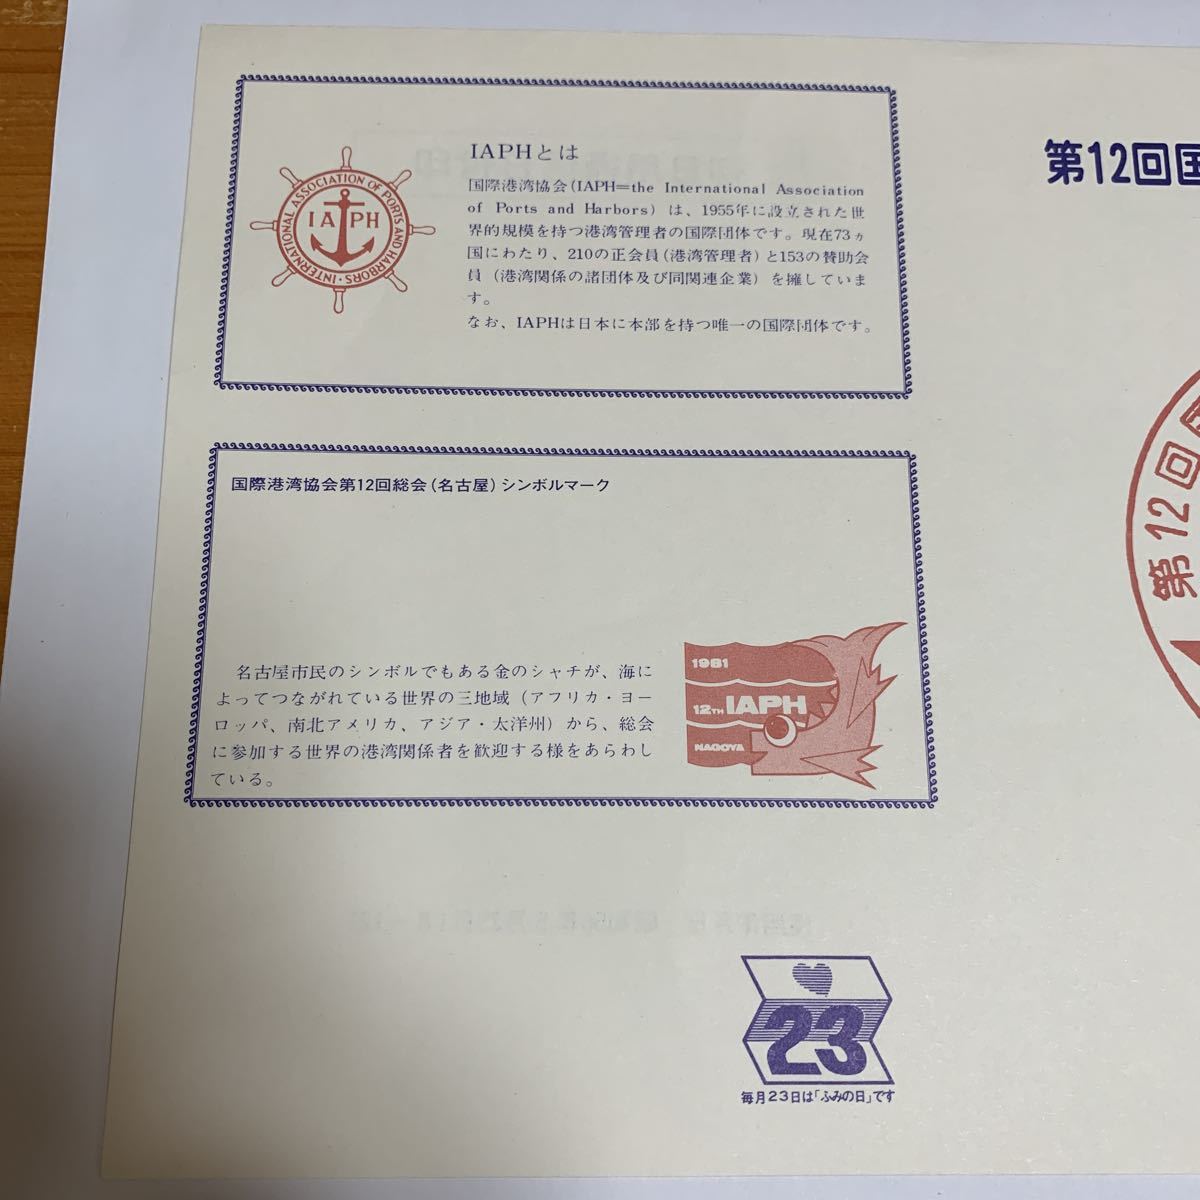 IAPHとは
国際港湾協会(IAPH=the International Association
of Ports and Harbors) は、1955年に設立された世
界的規模を持つ港湾管理者の国際団体です。現在73ヵ
国にわたり、210の正会員(港湾管理者)と153の賛助会
員(港湾関係の諸団体及び同関連企業)を擁していま
す。
なお、IAPHは日本に本部を持つ唯一の国際団体です。
INTERNATIONAL ASSOCIATION OF PORTS AND HARBORS・
IAPH
第12回国
国際港湾協会第12回総会(名古屋)シンボルマーク
名古屋市民のシンボルでもある金のシャチが、海に
よってつながれている世界の三地域(アフリカ・ヨー
ロッパ、南北アメリカ、アジア・太洋州)から、総会
に参加する世界の港湾関係者を歓迎する様をあらわし
ている。
1981
12TH IAPH
NAGOYA
第12回国
23
毎月23日は「ふみの日」です